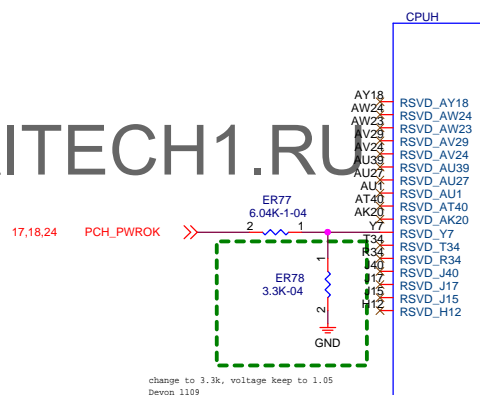 CPUH
AY18
RSVD_AY18
AW24
RSVD_AW24
AW23
RSVD_AW23
AV29
RSVD_AV29
AV24
RSVD_AV24
AU39
RSVD_AU39
AU27
RSVD_AU27
AU1
RSVD_AU1
AT40
RSVD_AT40
AK20
RSVD_AK20
Y7
RSVD_Y7
T34
RSVD_T34
R34
RSVD_R34
J40
RSVD_J40
J17
RSVD_J17
J15
RSVD_J15
H12
RSVD_H12
ITECH1.RU
ER77
6.04K-1-04
2
1
17,18,24 PCH_PWROK
1
ER78
3.3K-04
2
GND
change to 3.3k, voltage keep to 1.05
Devon 1109